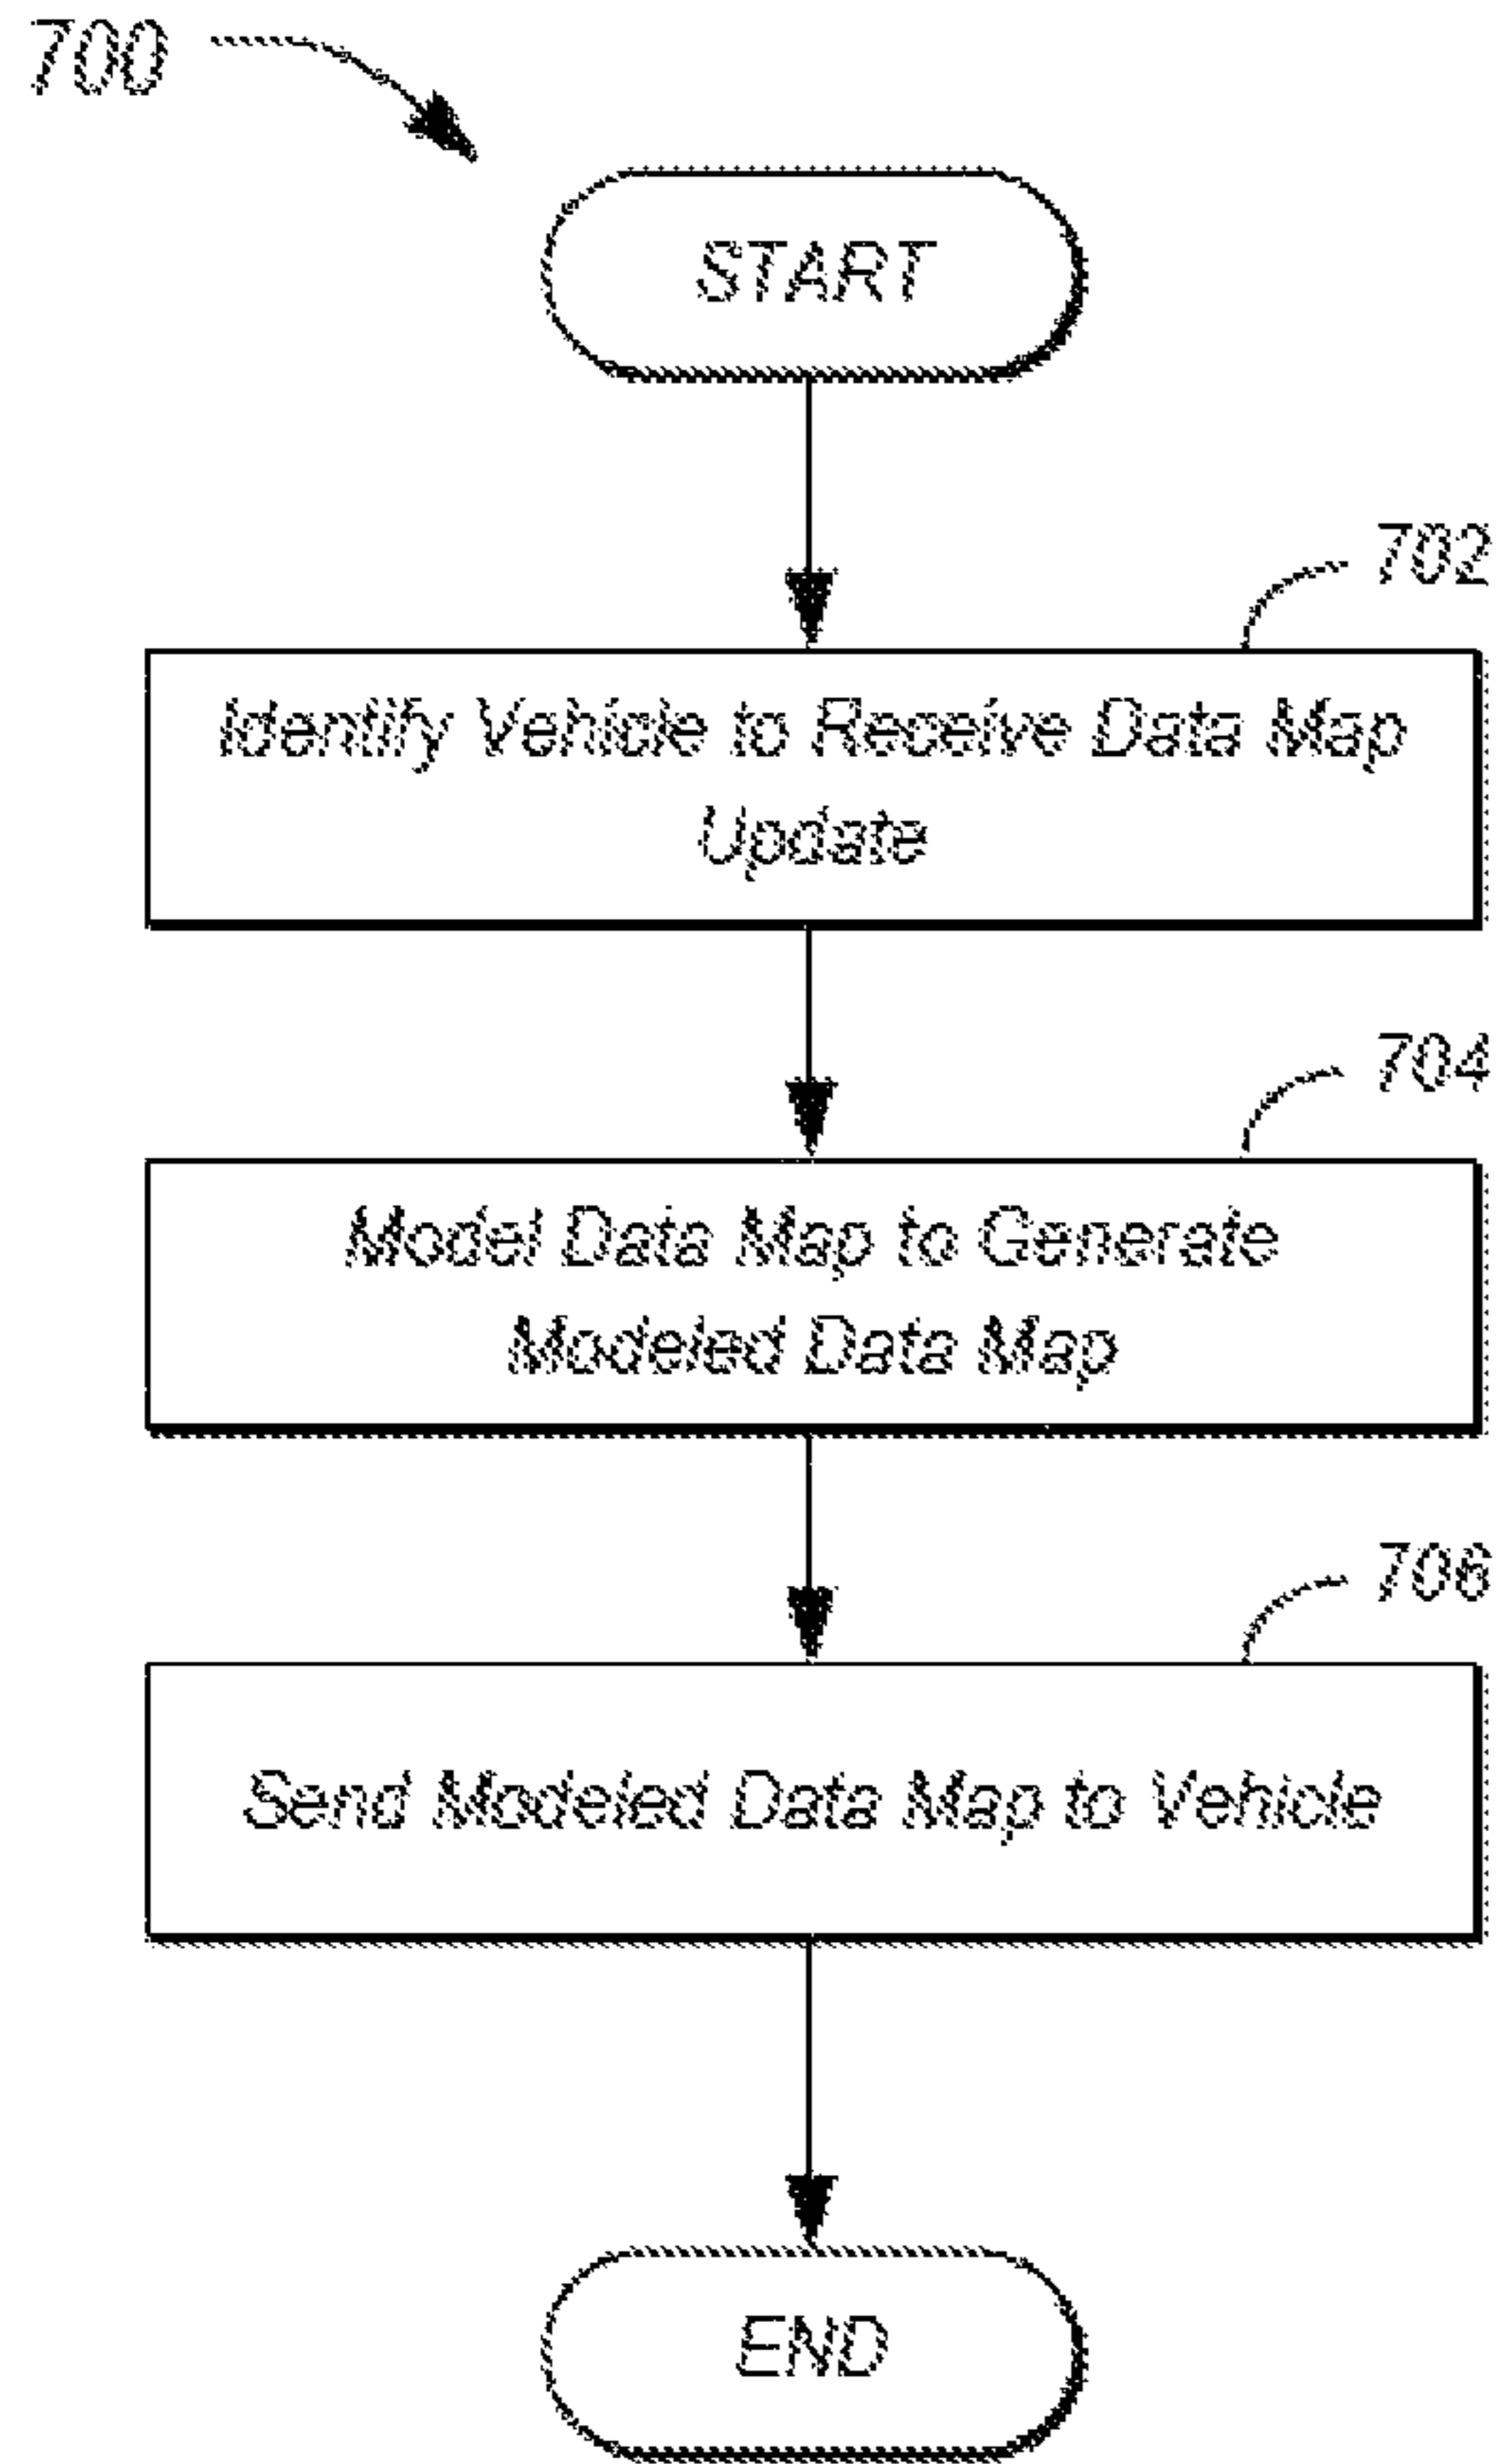 700
START
702
Identify Vehicle to Receive Data Map
Update
704
Model Data Map to Generate
Modeled Data Map
706
Send Modeled Data Map to Vehicle
END